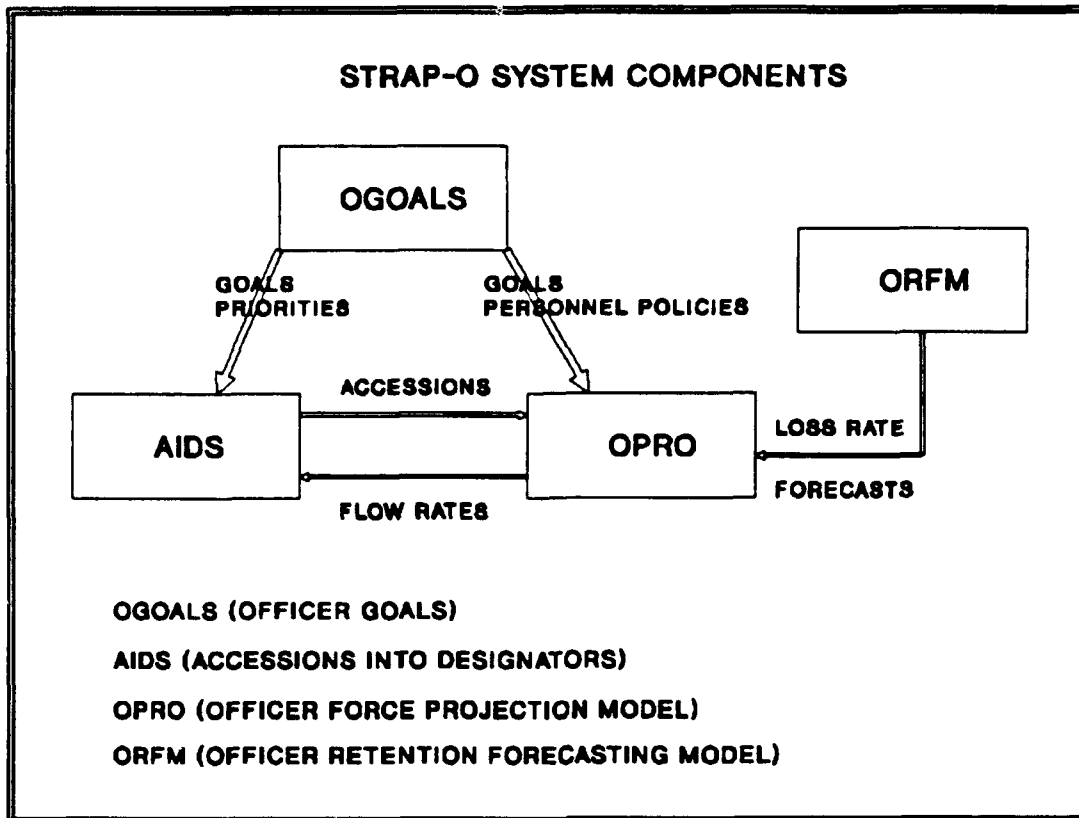 STRAP-O SYSTEM COMPONENTS
OGOALS
ORFM
GOALS
PRIORITIES
GOALS
PERSONNEL POLICIES
ACCESSIONS
AIDS
OPRO
LOSS RATE
FORECASTS
FLOW RATES
OGOALS (OFFICER GOALS)
AIDS (ACCESSIONS INTO DESIGNATORS)
OPRO (OFFICER FORCE PROJECTION MODEL)
ORFM (OFFICER RETENTION FORECASTING MODEL)